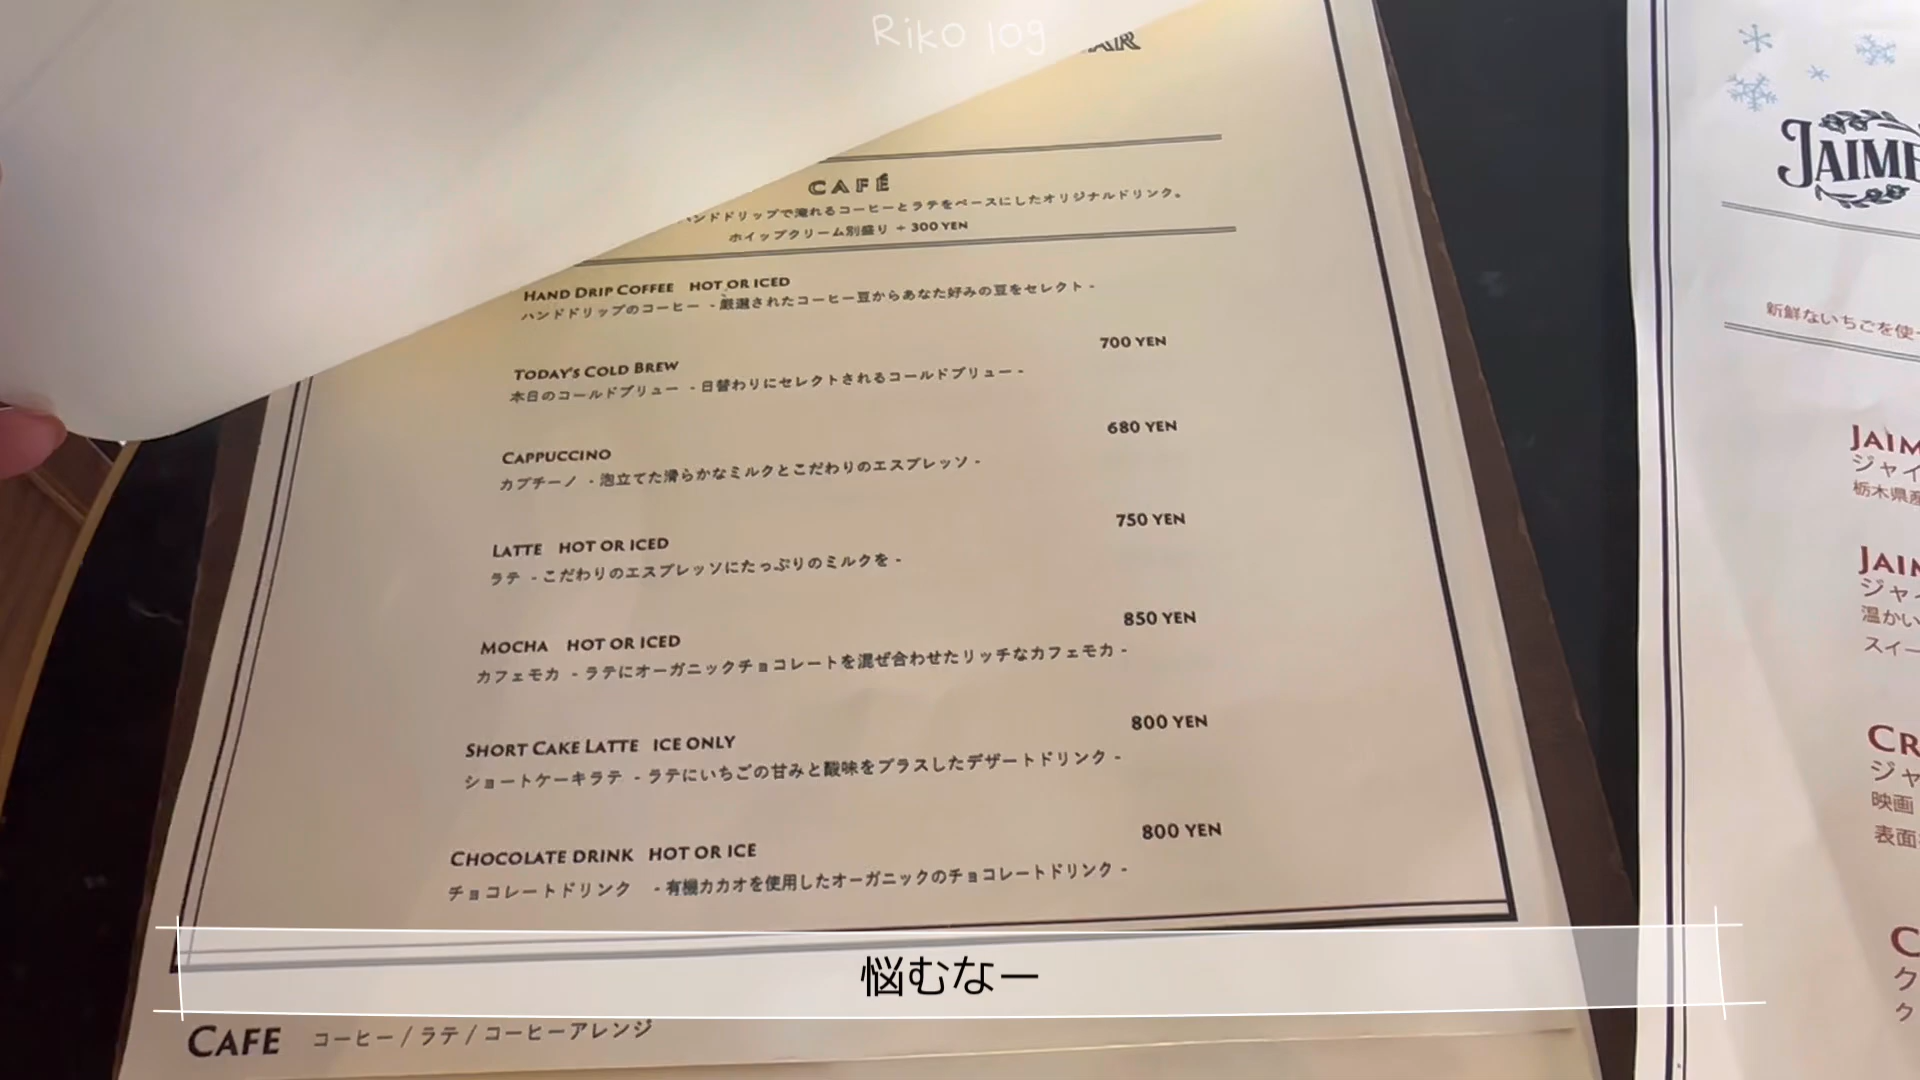 Riko log
CAFÉ
ハンドドリップで淹れるコーヒーとラテをベースにしたオリジナルドリンク。
ホイップクリーム別盛り + 300 YEN
HAND DRIP COFFEE HOT OR ICED
ハンドドリップのコーヒー - 厳選されたコーヒー豆からあなた好みの豆をセレクト -
700 YEN
TODAY'S COLD BREW
本日のコールドブリュー - 日替わりにセレクトされるコールドブリュー -
680 YEN
CAPPUCCINO
カプチーノ - 泡立てた滑らかなミルクとこだわりのエスプレッソ -
750 YEN
LATTE HOT OR ICED
ラテ - こだわりのエスプレッソにたっぷりのミルクを -
850 YEN
MOCHA HOT OR ICED
カフェモカ - ラテにオーガニックチョコレートを混ぜ合わせたリッチなカフェモカ -
800 YEN
SHORT CAKE LATTE ICE ONLY
ショートケーキラテ - ラテにいちごの甘みと酸味をプラスしたデザートドリンク -
800 YEN
CHOCOLATE DRINK HOT OR ICE
チョコレートドリンク - 有機カカオを使用したオーガニックのチョコレートドリンク -
悩むなー
CAFE コーヒー / ラテ / コーヒーアレンジ
JAIME
新鮮ないちごを使
JAIM
ジャイ
栃木県産
JAIM
ジャイ
温かい
スイー
CR
ジャ
映画
表面
C
ク
ク